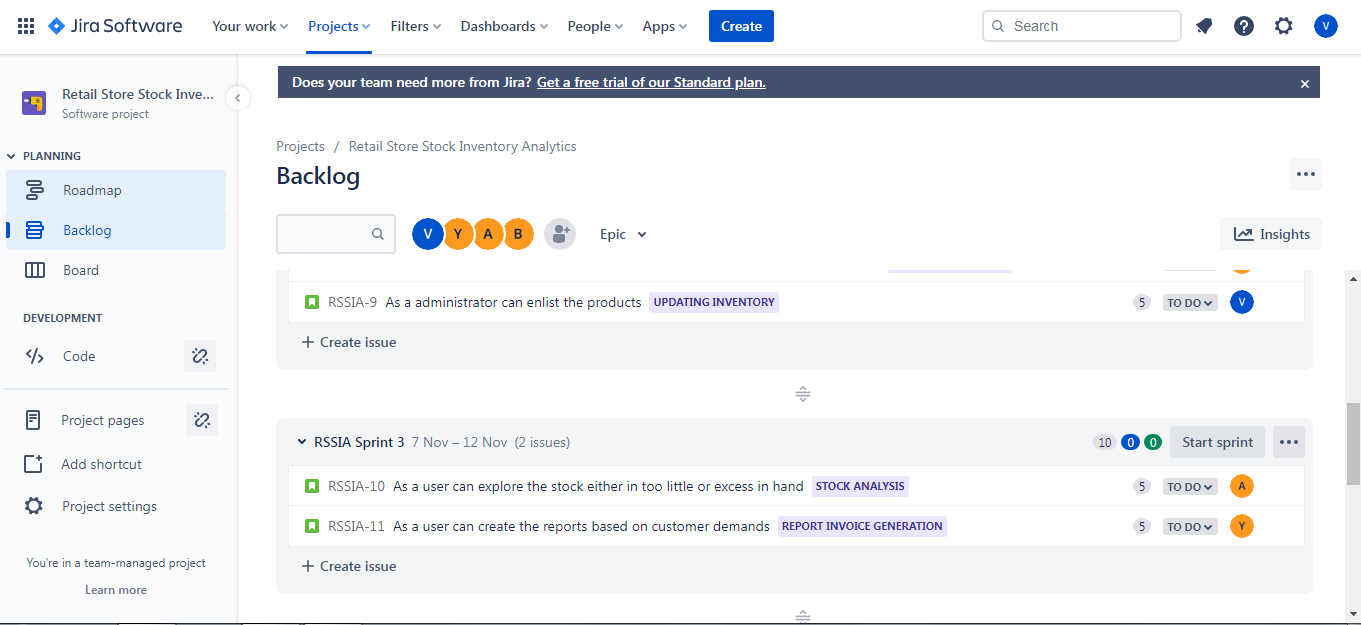 Jira Software Your work Projects Filters Dashboards People Apps Create Search V
Does your team need more from Jira? Get a free trial of our Standard plan.
Retail Store Stock Inve...
Software project
PLANNING
Roadmap
Backlog
Board
DEVELOPMENT
Code
Project pages
Add shortcut
Project settings
You're in a team-managed project
Learn more
Projects / Retail Store Stock Inventory Analytics
Backlog
V Y A B Epic Insights
RSSIA-9 As a administrator can enlist the products UPDATING INVENTORY 5 TO DO V
+ Create issue
RSSIA Sprint 3 7 Nov – 12 Nov (2 issues) 10 0 0 Start sprint
RSSIA-10 As a user can explore the stock either in too little or excess in hand STOCK ANALYSIS 5 TO DO A
RSSIA-11 As a user can create the reports based on customer demands REPORT INVOICE GENERATION 5 TO DO Y
+ Create issue